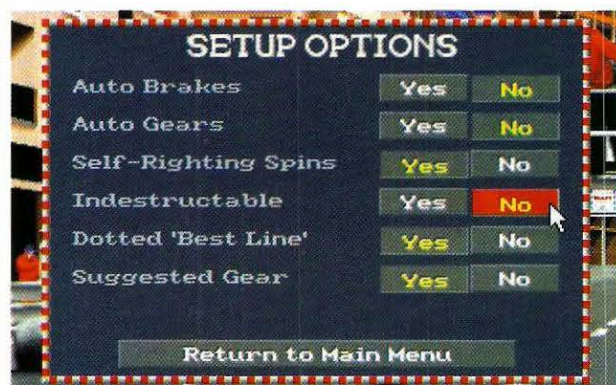 SETUP OPTIONS
Auto Brakes Yes No
Auto Gears Yes No
Self-Righting Spins Yes No
Indestructable Yes No
Dotted 'Best Line' Yes No
Suggested Gear Yes No
Return to Main Menu